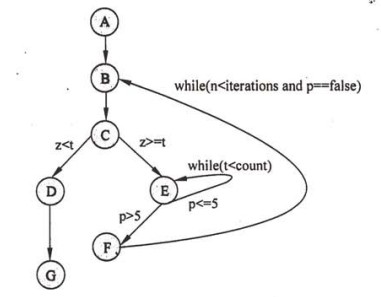 A
B
while(n<iterations and p==false)
C
z<t
z>=t
while(t<count)
D
E
p<=5
p>5
F
G